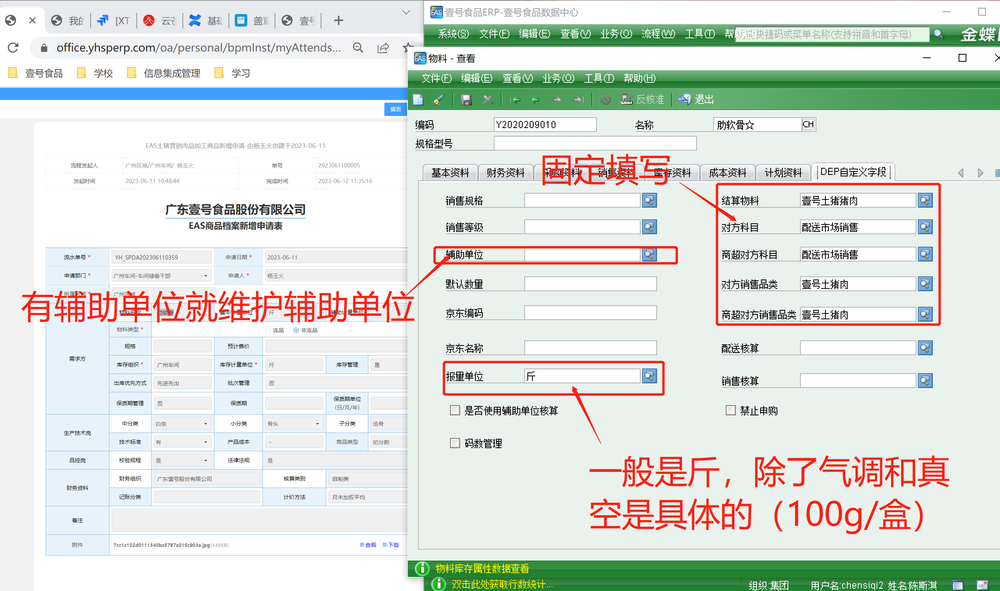 我的
[XT
云
基础
盖章
壹号
office.yhsperp.com/oa/personal/bpmInst/myAttends...
壹号食品 学校 信息集成管理 学习
留言
EAS土猪营销肉品加工商品新增申请-由杨玉火创建于2023-06-11
流程发起人 广州区域/广州车间/ 杨玉火 单号 2023061100005
发起时间 2023-06-11 10:48:44 完成时间 2023-06-12 11:35:16
广东壹号食品股份有限公司
EAS商品档案新增申请表
流水单号 * YH_SPDA202306110359 申请日期 * 2023-06-11
申请部门 * 广州车间-车间储备干部 申请人 * 杨玉火
所属区域 * 广州区域
有辅助单位就维护辅助单位
物料名称 肋软骨 基本计量单位 * 斤 辅助计量单位
需求方
物料类型 * 冻品 非冻品
规格 预计售价
库存组织 * 广州车间 库存计量单位 * 斤 库存管理 是
出库优先方式 先进先出 批次管理 否
保质期管理 否 保质期 保质期单位
(日/月/年)
生产技术岗
中分类 白条 小分类 骨头 子分类 汤骨
技术标准 有 产品成本 - 商品类型 初分割
品控岗 校验规程 是 法律法规 是
财务资料
财务组织 广东壹号股份有限公司 核算类别 自制类
记账分类 计价方法 月末加权平均
备注
附件 7cc1c102d0111340ba5797a015c903a.jpg(445KB) 查看 下载
EAS 壹号食品ERP-壹号食品数据中心
系统(S) 文件(F) 编辑(E) 查看(V) 业务(O) 流程(W) 工具(T) 帮助
快捷码或菜单名称(支持拼音和首字母)
金蝶
EAS 物料 - 查看
文件(F) 编辑(E) 查看(V) 业务(O) 工具(T) 帮助(H)
反核准 退出
编码 Y2020209010 名称 肋软骨☆ CH
规格型号
固定填写
基本资料 财务资料 采购资料 销售资料 库存资料 成本资料 计划资料 DEP自定义字段
销售规格 结算物料 壹号土猪猪肉
销售等级 对方科目 配送市场销售
辅助单位 商超对方科目 配送市场销售
默认数量 对方销售品类 壹号土猪肉
京东编码 商超对方销售品类 壹号土猪肉
京东名称 配送核算
报量单位 斤 销售核算
是否使用辅助单位核算 禁止申购
码数管理
一般是斤，除了气调和真
空是具体的（100g/盒）
物料库存属性数据查看
双击此处获取行数统计...
组织:集团 用户名:chensiqi2 姓名:陈斯淇